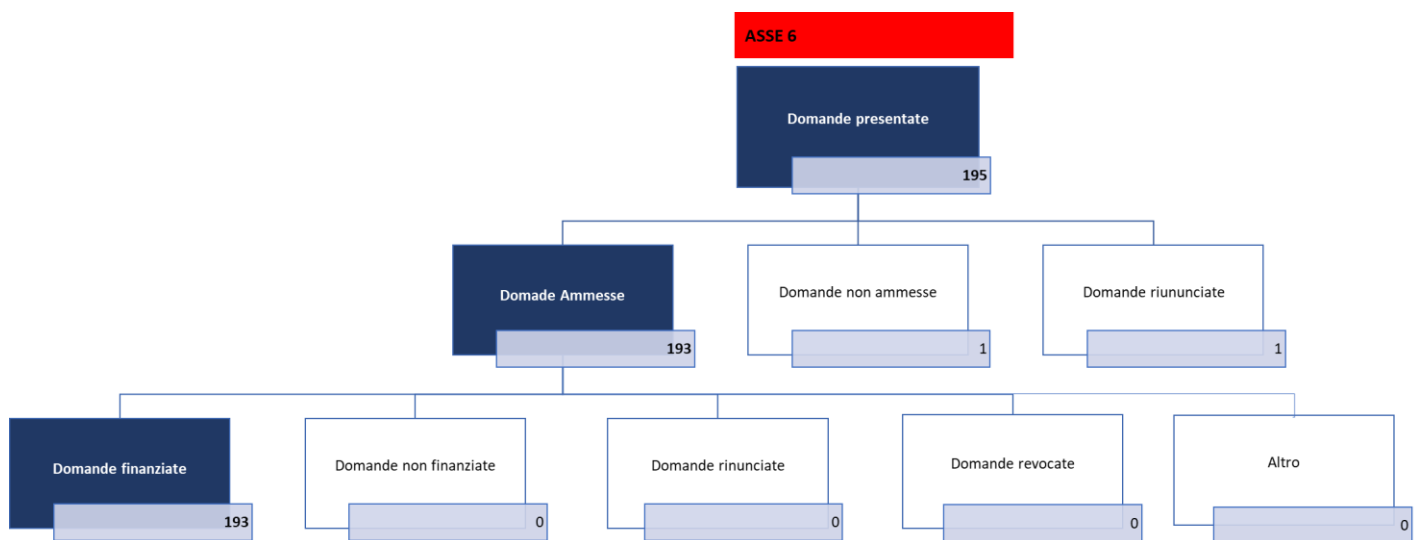 ASSE 6
Domande presentate
195
Domade Ammesse
193
Domande non ammesse
1
Domande riununciate
1
Domande finanziate
193
Domande non finanziate
0
Domande rinunciate
0
Domande revocate
0
Altro
0